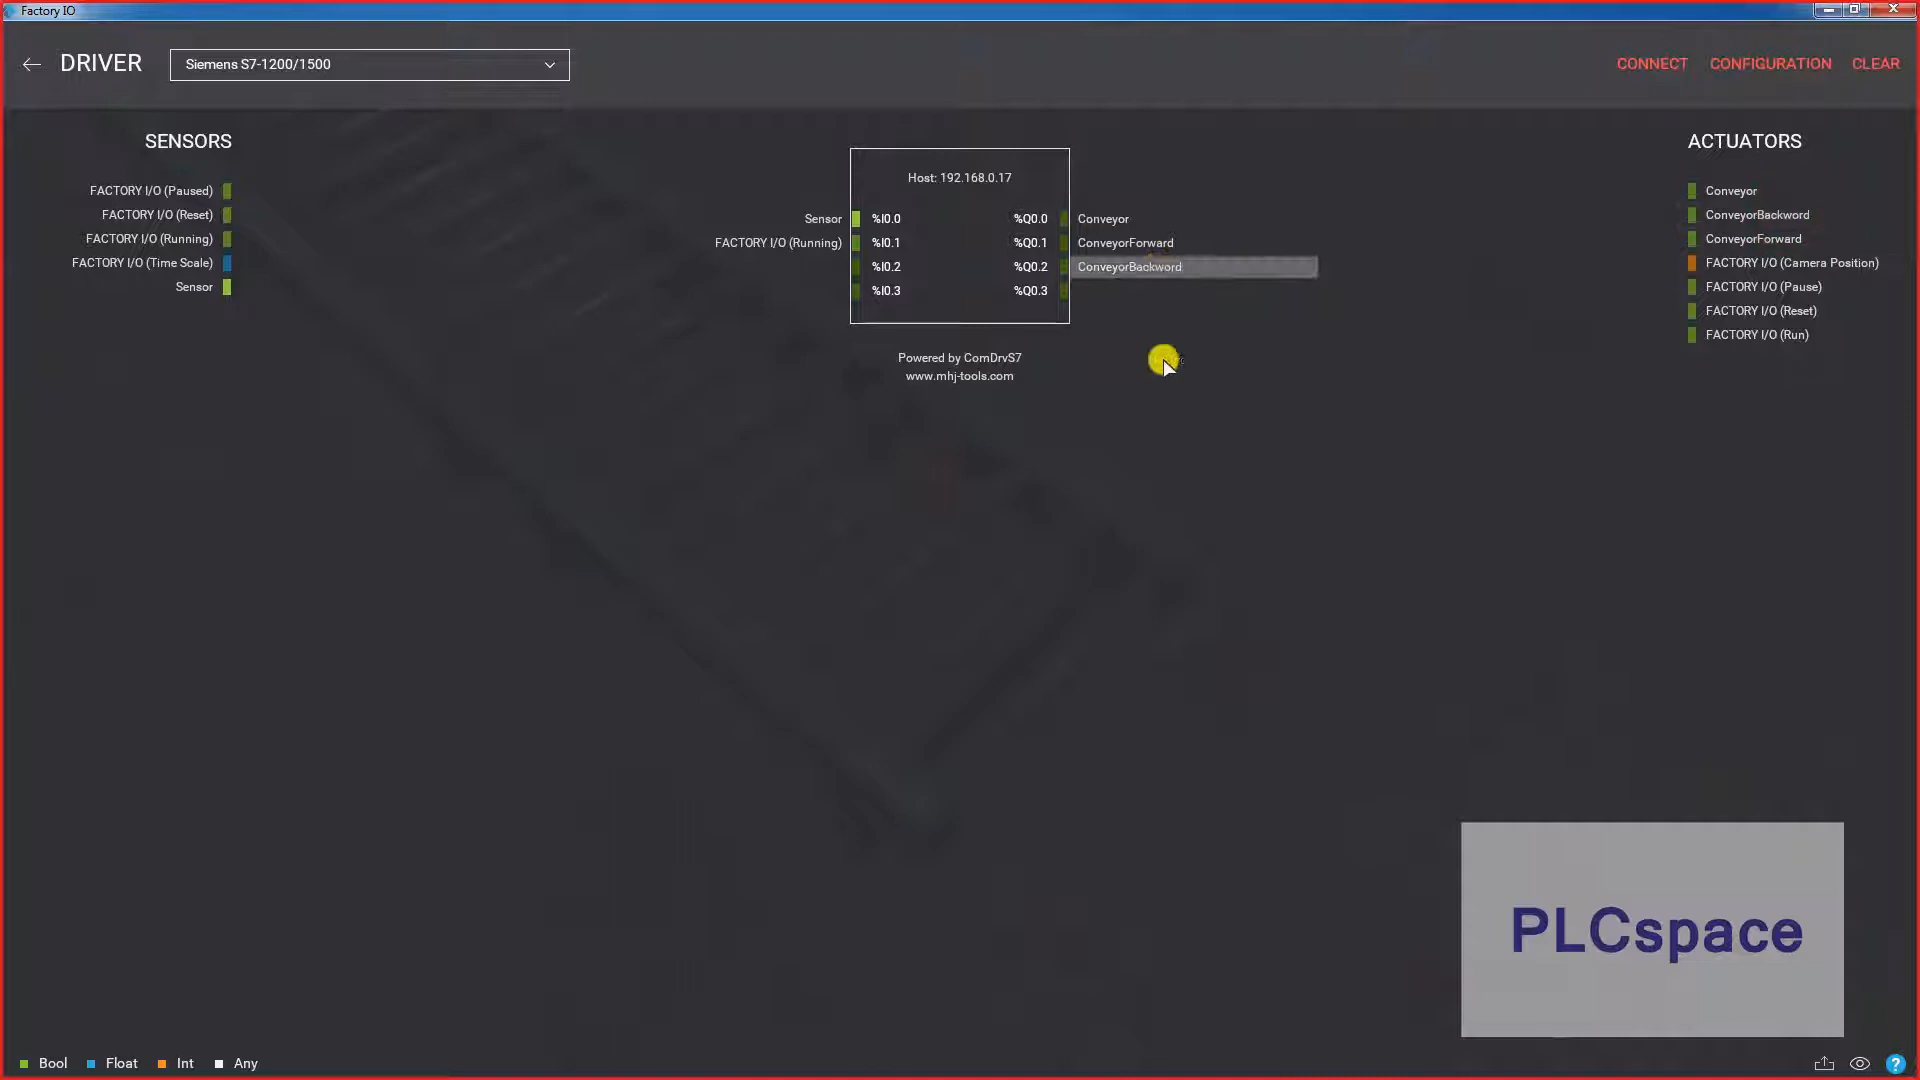 Factory IO
DRIVER
Siemens S7-1200/1500
CONNECT CONFIGURATION CLEAR
SENSORS
FACTORY I/O (Paused)
FACTORY I/O (Reset)
FACTORY I/O (Running)
FACTORY I/O (Time Scale)
Sensor
Host: 192.168.0.17
Sensor %I0.0 %Q0.0 Conveyor
FACTORY I/O (Running) %I0.1 %Q0.1 ConveyorForward
%I0.2 %Q0.2 ConveyorBackword
%I0.3 %Q0.3
Powered by ComDrvS7
www.mhj-tools.com
ACTUATORS
Conveyor
ConveyorBackword
ConveyorForward
FACTORY I/O (Camera Position)
FACTORY I/O (Pause)
FACTORY I/O (Reset)
FACTORY I/O (Run)
PLCspace
Bool Float Int Any
?